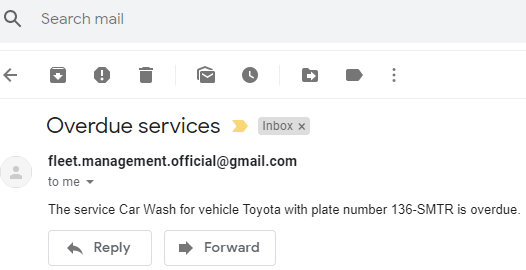 Search mail
Overdue services
Inbox x
fleet.management.official@gmail.com
to me
The service Car Wash for vehicle Toyota with plate number 136-SMTR is overdue.
Reply
Forward